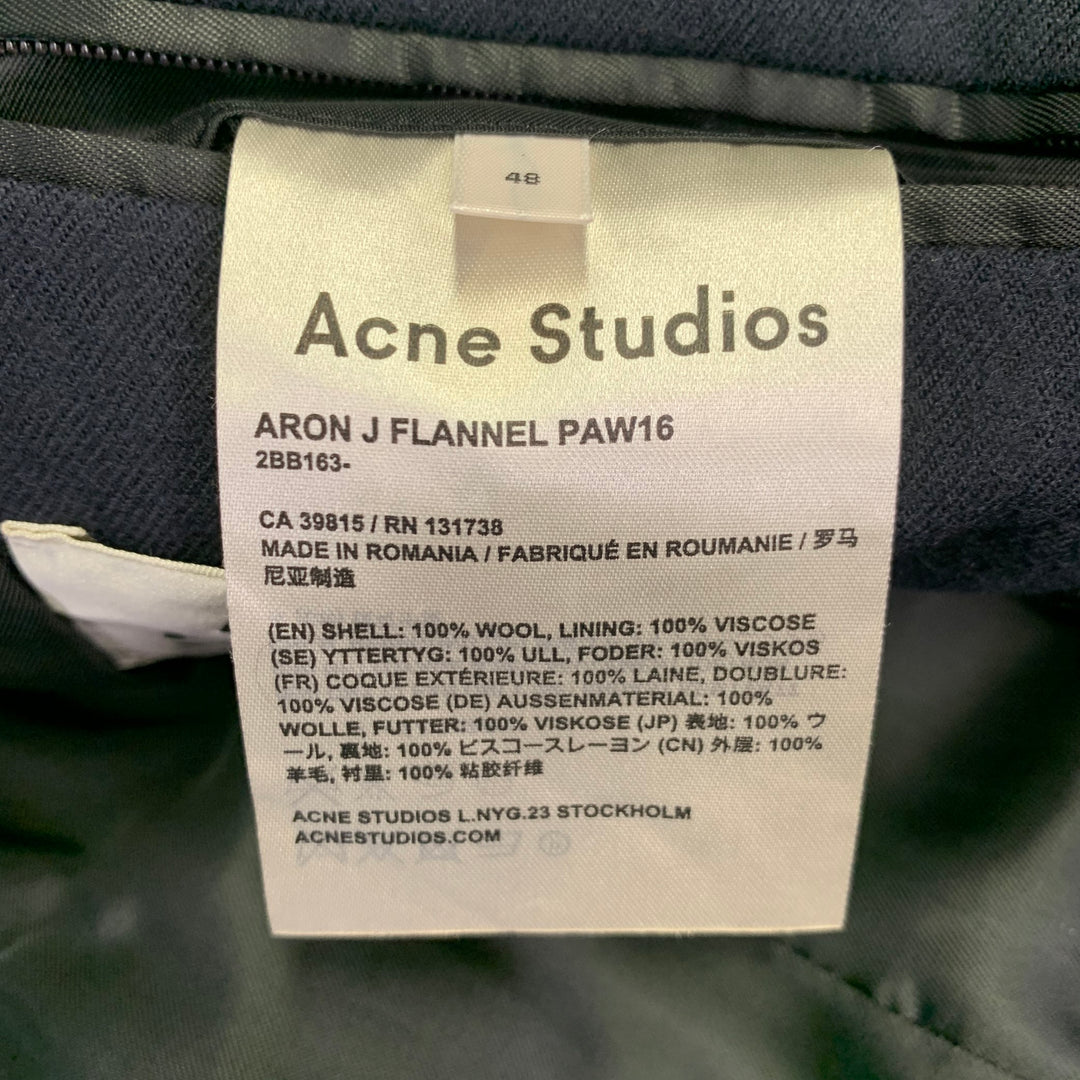 48
Acne Studios
ARON J FLANNEL PAW16
2BB163-
CA 39815 / RN 131738
MADE IN ROMANIA / FABRIQUÉ EN ROUMANIE / 罗马
尼亚制造
(EN) SHELL: 100% WOOL, LINING: 100% VISCOSE
(SE) YTTERTYG: 100% ULL, FODER: 100% VISKOS
(FR) COQUE EXTÉRIEURE: 100% LAINE, DOUBLURE:
100% VISCOSE (DE) AUSSENMATERIAL: 100%
WOLLE, FUTTER: 100% VISKOSE (JP) 表地: 100% ウ
ール, 裏地: 100% ビスコースレーヨン (CN) 外层: 100%
羊毛, 衬里: 100% 粘胶纤维
ACNE STUDIOS L.NYG.23 STOCKHOLM
ACNESTUDIOS.COM